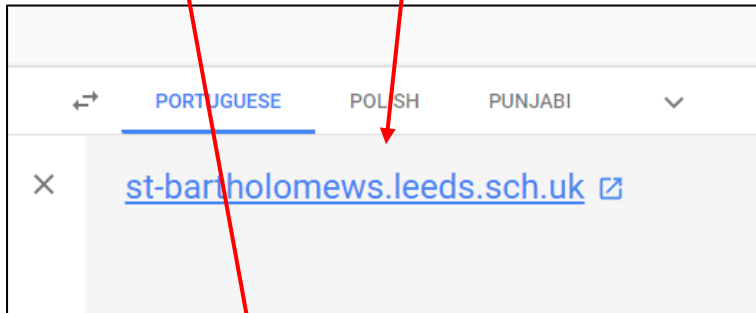 PORTUGUESE POLISH PUNJABI
st-bartholomews.leeds.sch.uk